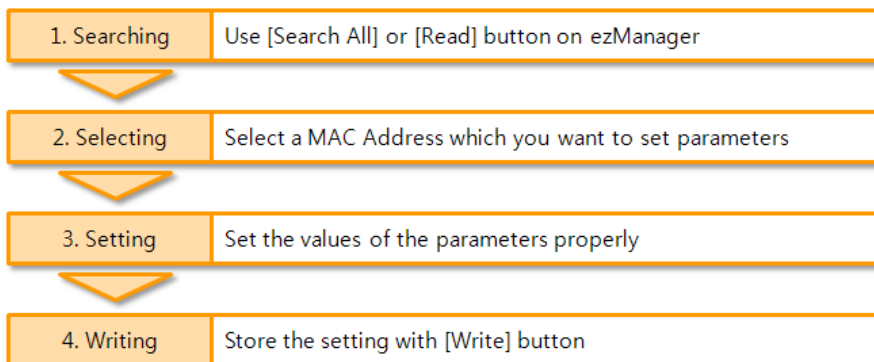 1. Searching Use [Search All] or [Read] button on ezManager
2. Selecting Select a MAC Address which you want to set parameters
3. Setting Set the values of the parameters properly
4. Writing Store the setting with [Write] button